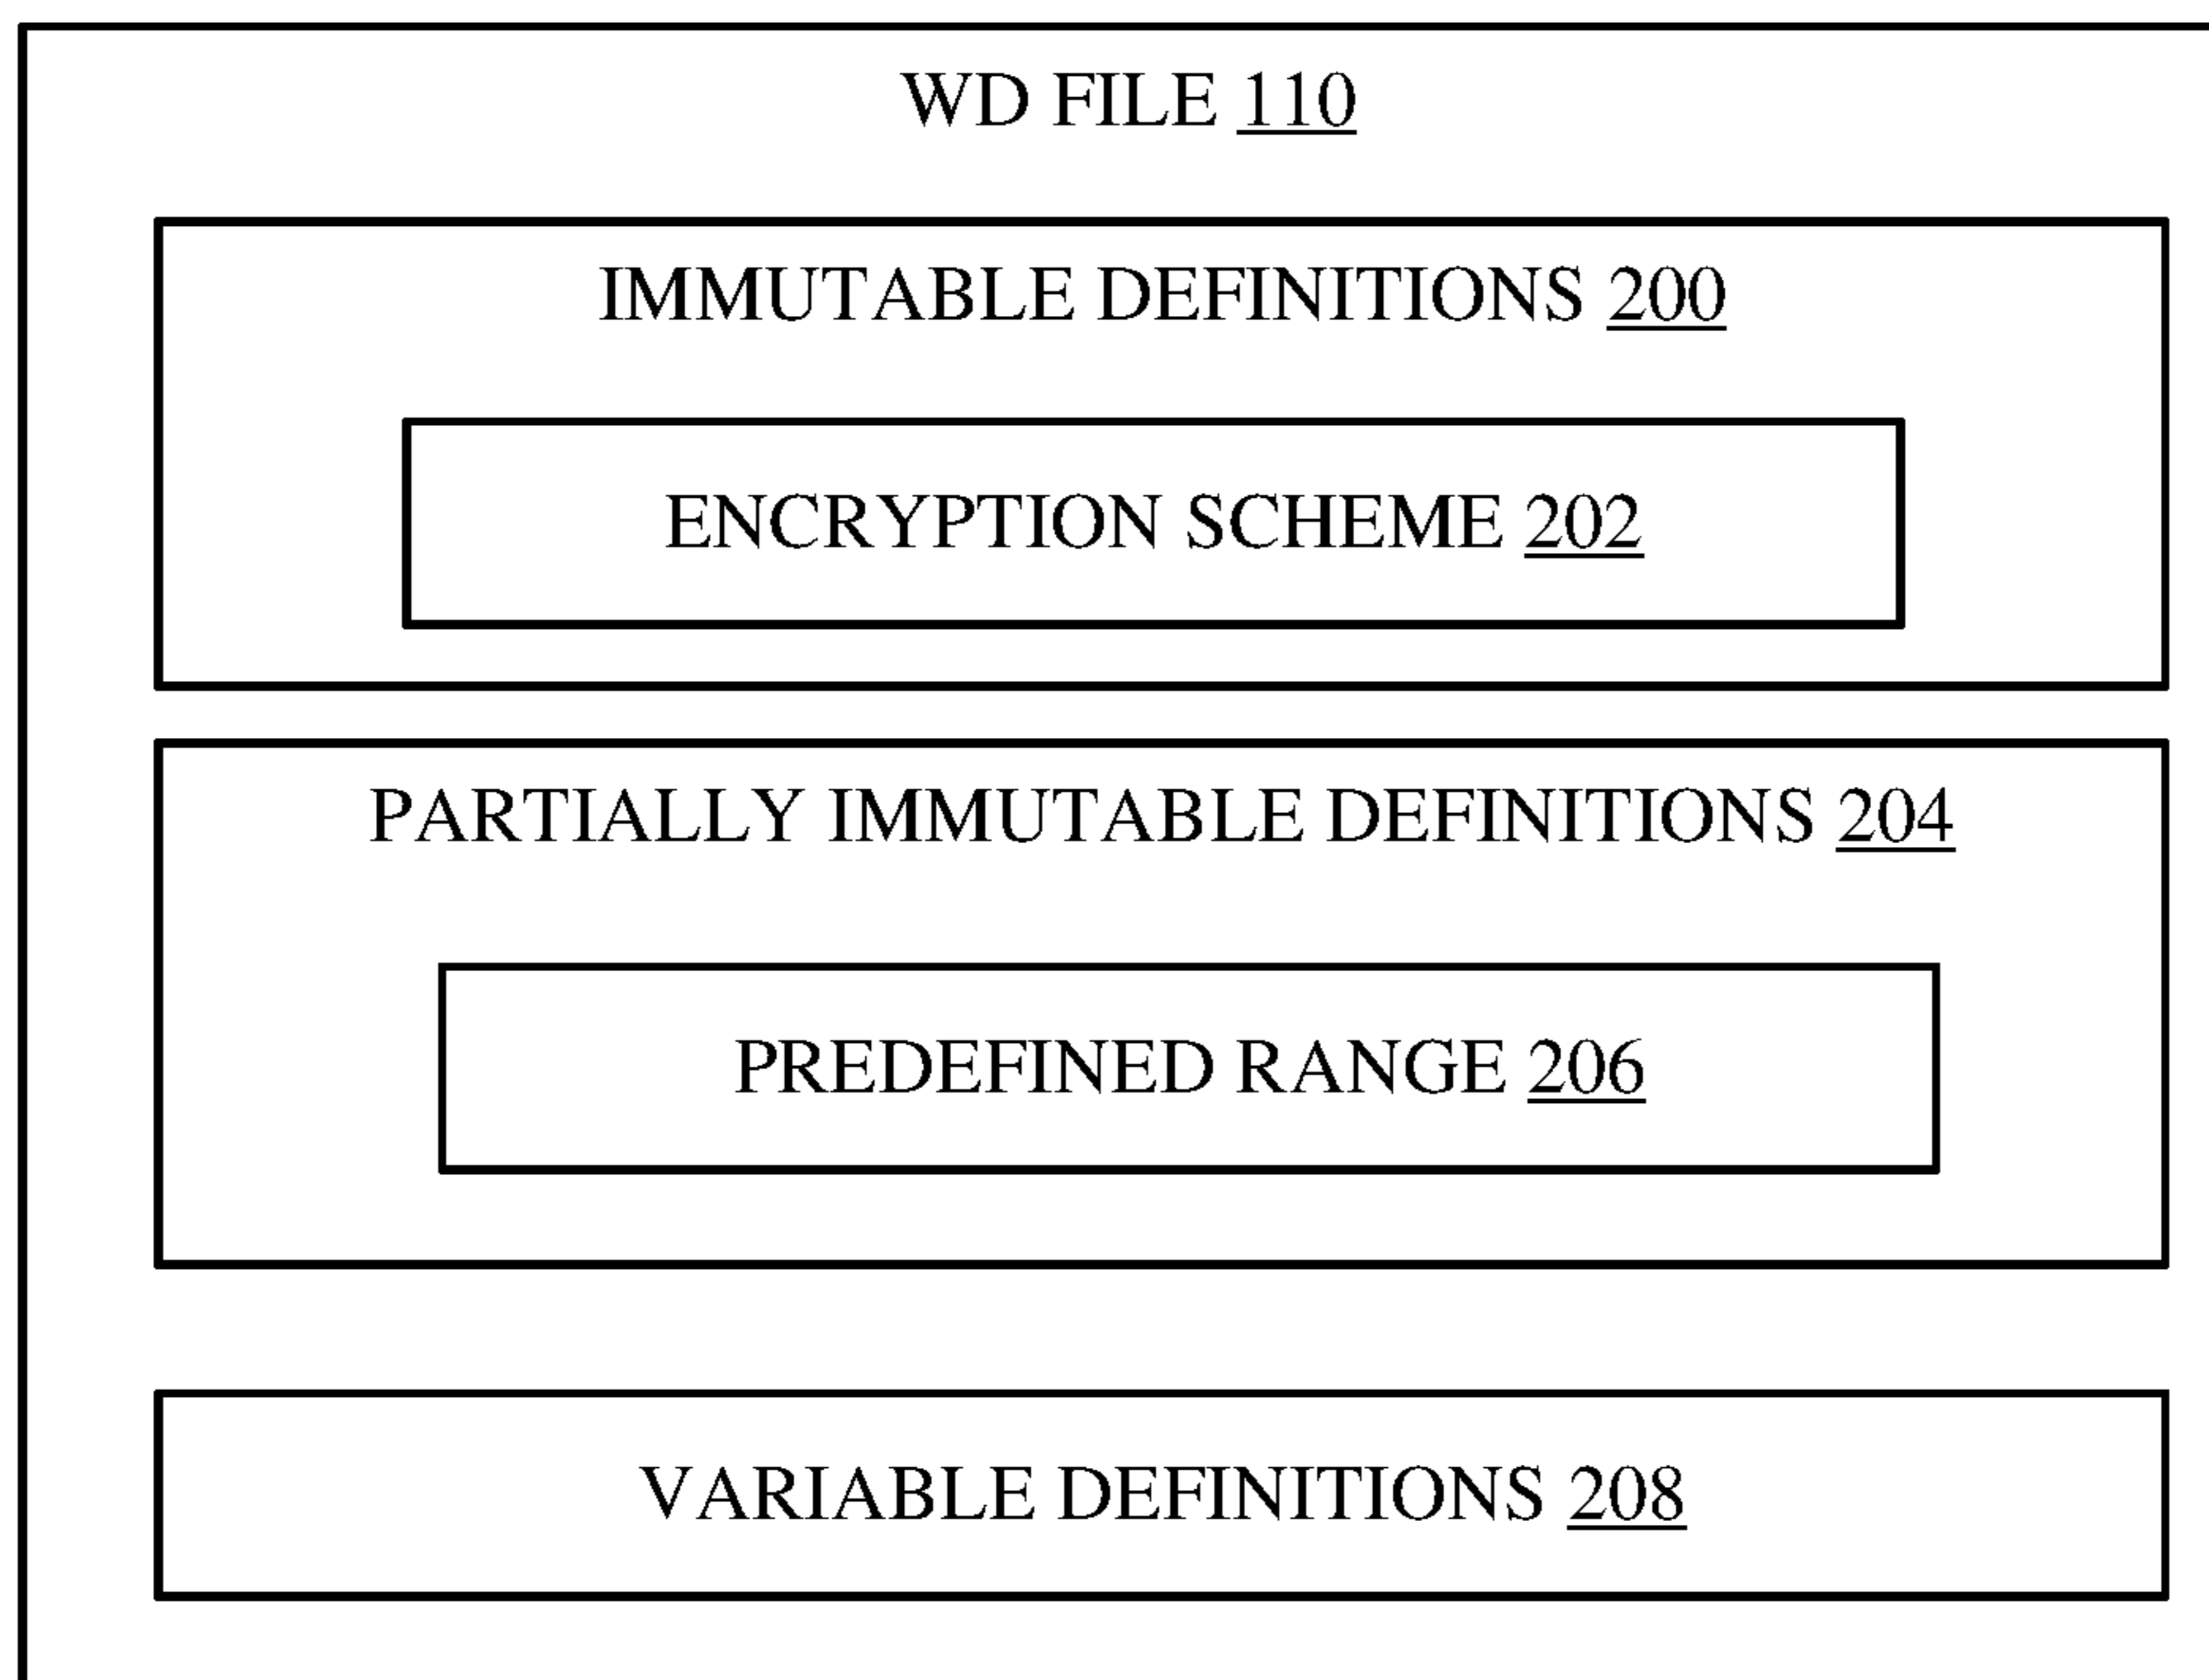 WD FILE 110
IMMUTABLE DEFINITIONS 200
ENCRYPTION SCHEME 202
PARTIALLY IMMUTABLE DEFINITIONS 204
PREDEFINED RANGE 206
VARIABLE DEFINITIONS 208